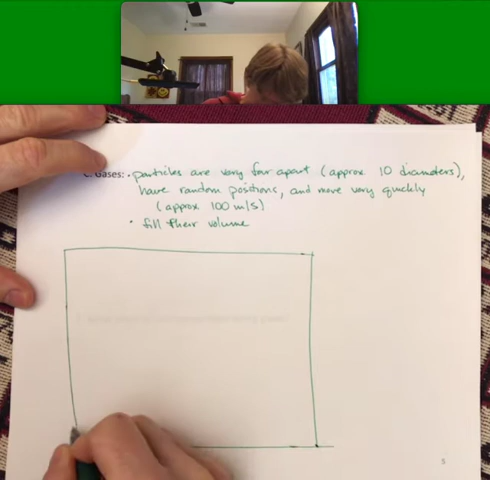 C. Gases: • particles are very far apart (approx 10 diameters),
have random positions, and move very quickly
(approx 100 m/s)
• fill their volume
5